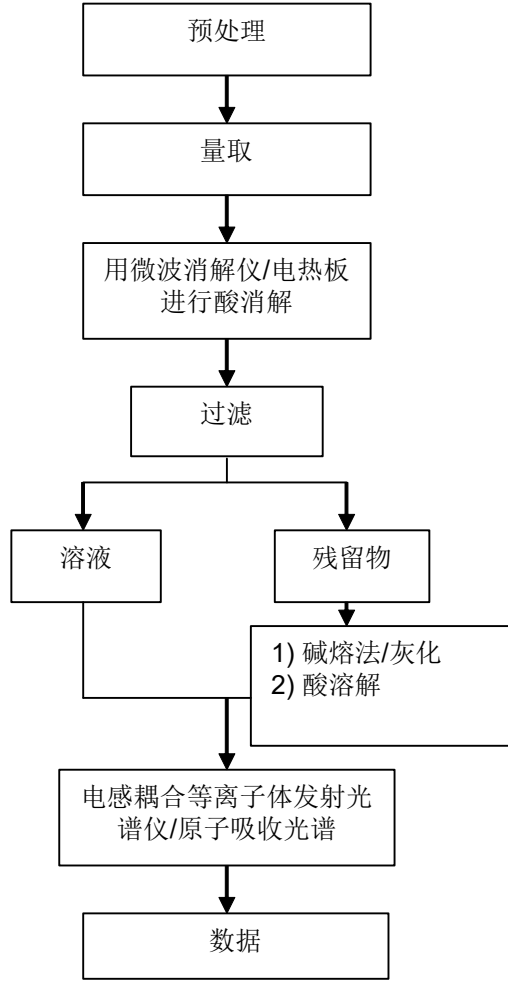 预处理
量取
用微波消解仪/电热板
进行酸消解
过滤
溶液
残留物
1) 碱熔法/灰化
2) 酸溶解
电感耦合等离子体发射光
谱仪/原子吸收光谱
数据